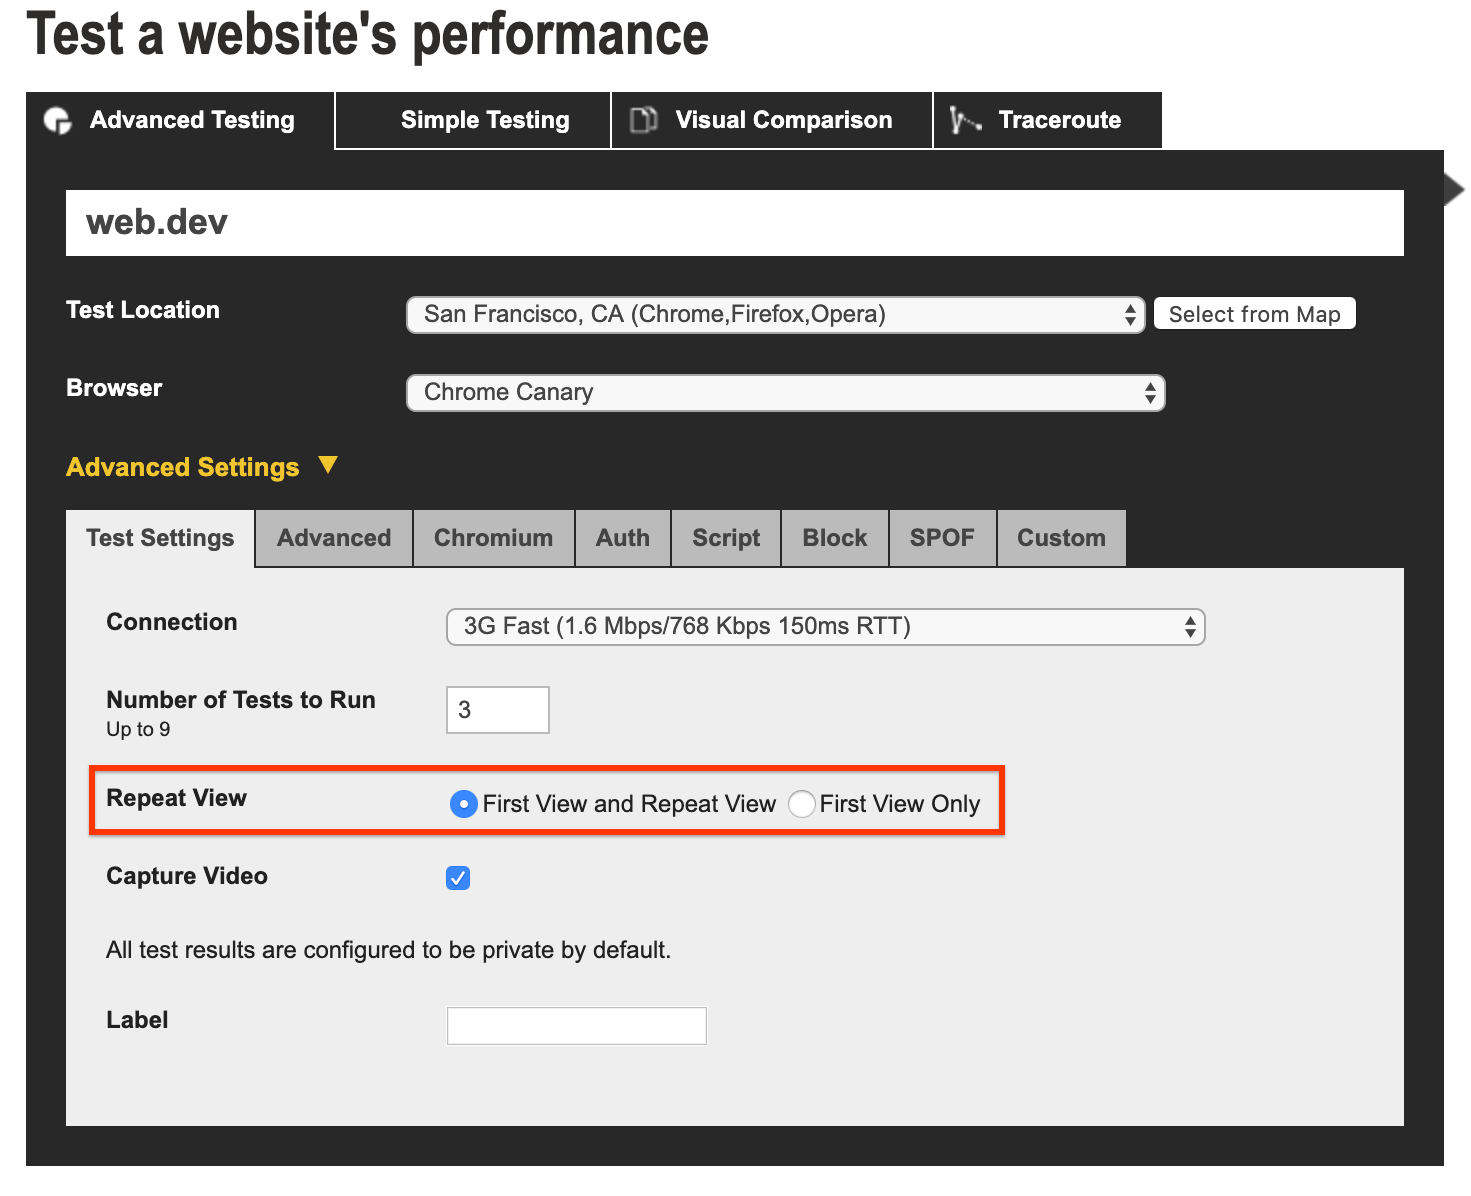 Test a website's performance
Advanced Testing Simple Testing Visual Comparison Traceroute
web.dev
Test Location San Francisco, CA (Chrome,Firefox,Opera) Select from Map
Browser Chrome Canary
Advanced Settings
Test Settings Advanced Chromium Auth Script Block SPOF Custom
Connection 3G Fast (1.6 Mbps/768 Kbps 150ms RTT)
Number of Tests to Run 3
Up to 9
Repeat View First View and Repeat View First View Only
Capture Video
All test results are configured to be private by default.
Label